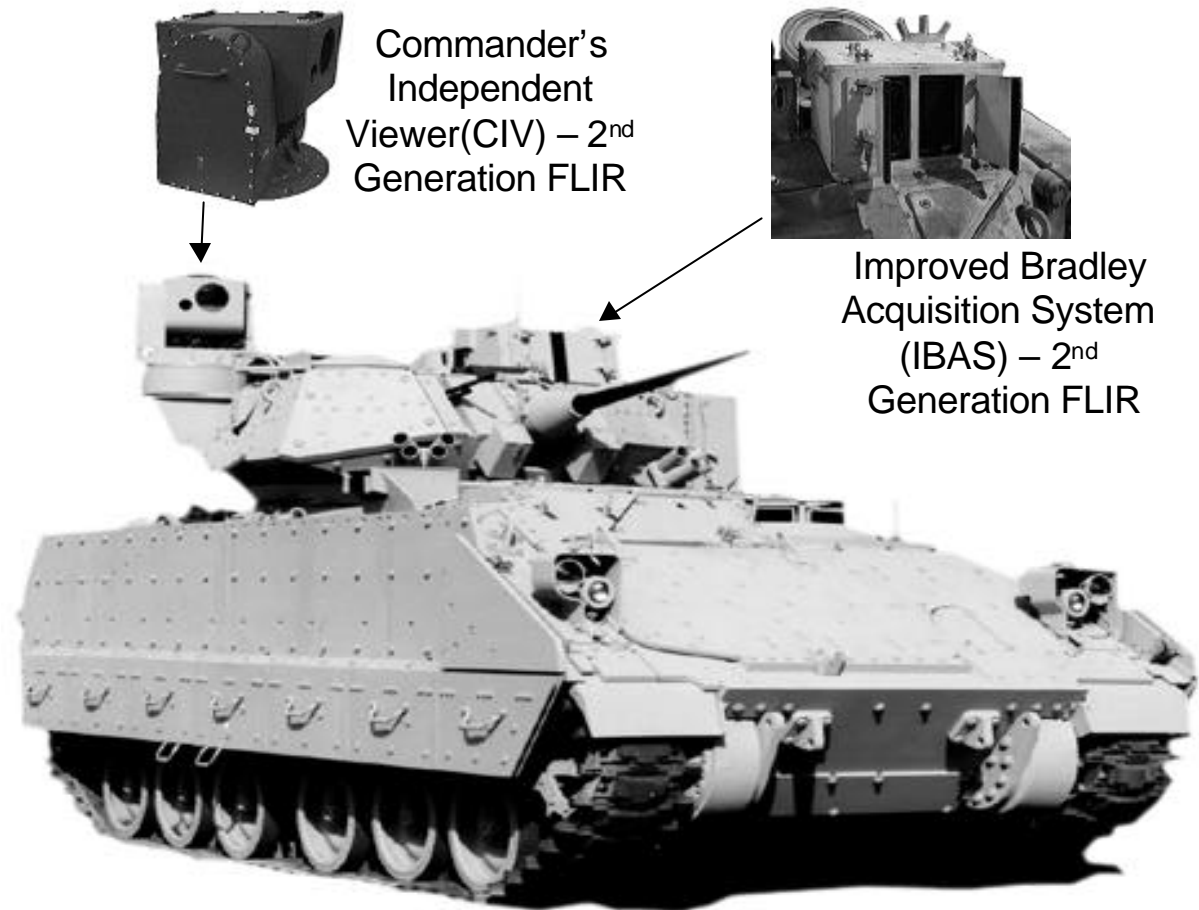 Commander's
Independent
Viewer(CIV) – 2nd
Generation FLIR
Improved Bradley
Acquisition System
(IBAS) – 2nd
Generation FLIR